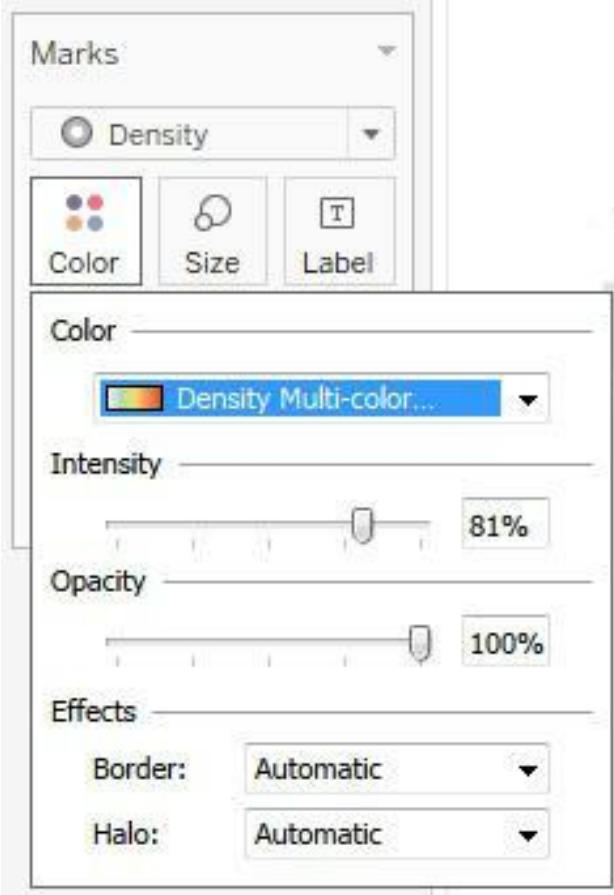 Marks
Density
Color Size Label
T
Color
Density Multi-color...
Intensity
81%
Opacity
100%
Effects
Border: Automatic
Halo: Automatic